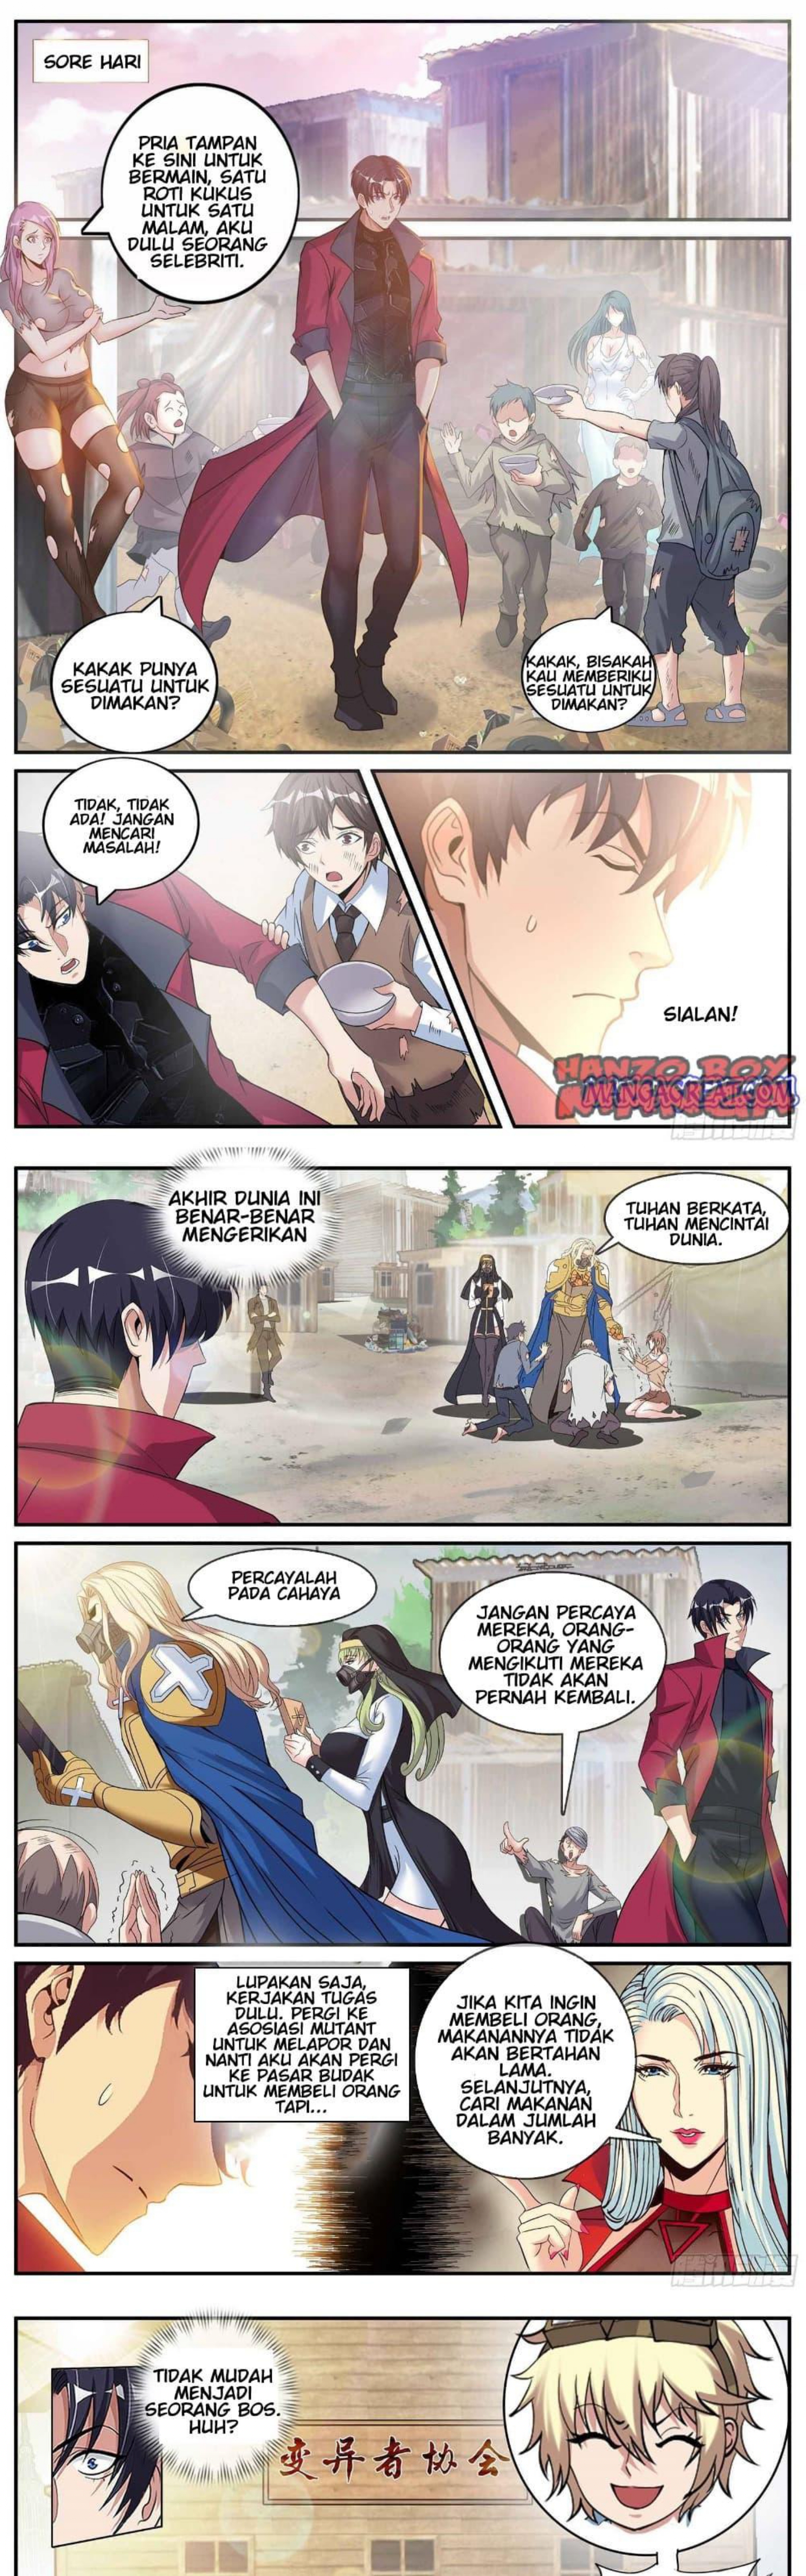 SORE HARI
PRIA TAMPAN
KE SINI UNTUK
BERMAIN, SATU
ROTI KUKUS
UNTUK SATU
MALAM, AKU
DULU SEORANG
SELEBRITI.
KAKAK PUNYA
SESUATU UNTUK
DIMAKAN?
KAKAK, BISAKAH
KAU MEMBERIKU
SESUATU UNTUK
DIMAKAN?
TIDAK, TIDAK
ADA! JANGAN
MENCARI
MASALAH!
SIALAN!
HANZO BOY
MANGACREAT.COM
AKHIR DUNIA INI
BENAR-BENAR
MENGERIKAN
TUHAN BERKATA,
TUHAN MENCINTAI
DUNIA.
PERCAYALAH
PADA CAHAYA
JANGAN PERCAYA
MEREKA, ORANG-
ORANG YANG
MENGIKUTI MEREKA
TIDAK AKAN
PERNAH KEMBALI.
LUPAKAN SAJA,
KERJAKAN TUGAS
DULU. PERGI KE
ASOSIASI MUTANT
UNTUK MELAPOR DAN
NANTI AKU AKAN PERGI
KE PASAR BUDAK
UNTUK MEMBELI ORANG
TAPI...
JIKA KITA INGIN
MEMBELI ORANG,
MAKANANNYA TIDAK
AKAN BERTAHAN
LAMA.
SELANJUTNYA,
CARI MAKANAN
DALAM JUMLAH
BANYAK.
TIDAK MUDAH
MENJADI
SEORANG BOS.
HUH?
变异者协会